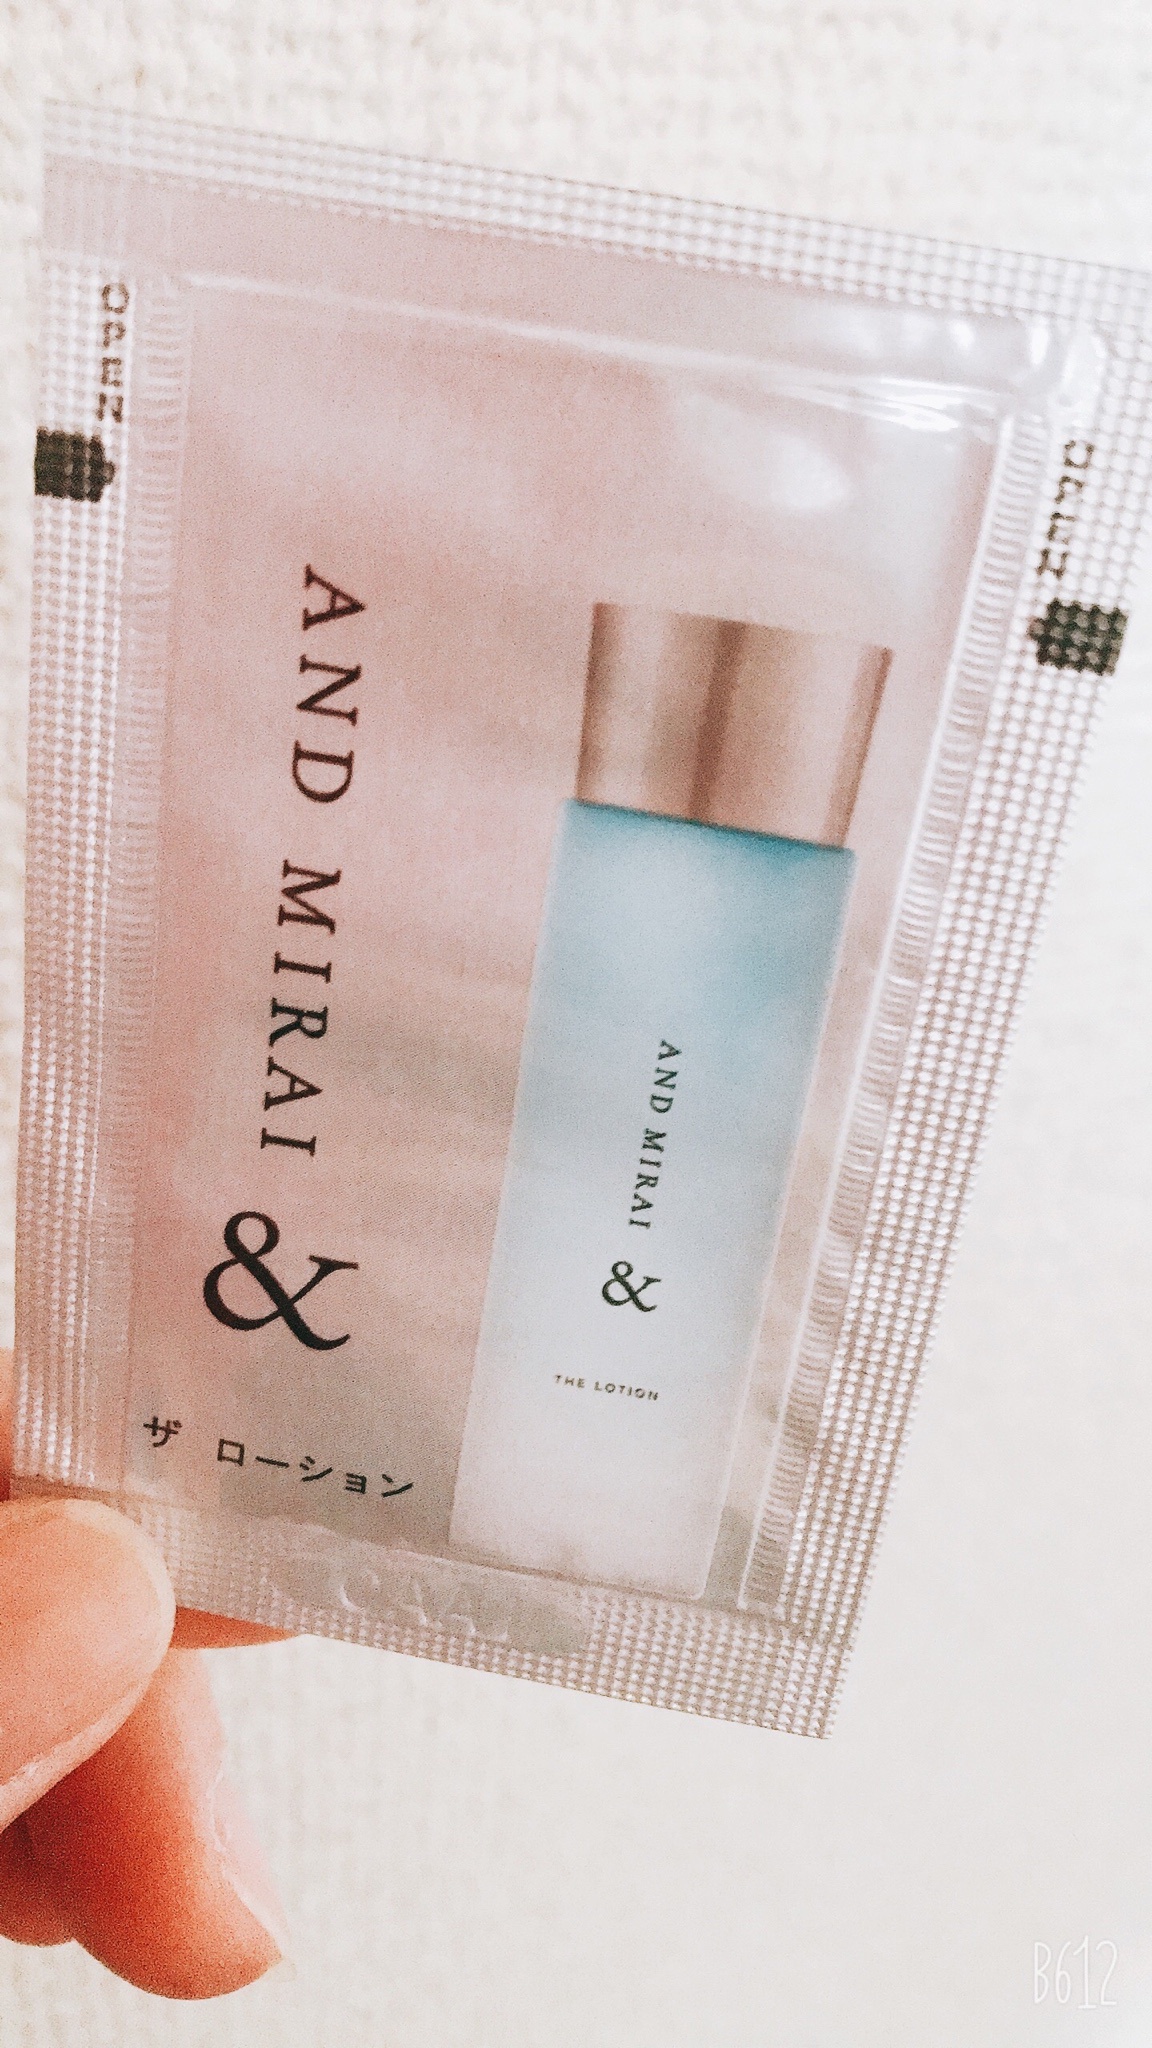 OPEN
OPEN
AND MIRAI
&
ザ ローション
AND MIRAI
&
THE LOTION
B612